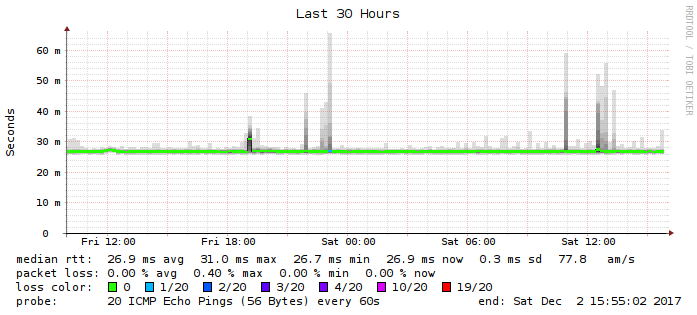 Last 30 Hours
RRDTOOL / TOBI OETIKER
Seconds
60 m
50 m
40 m
30 m
20 m
10 m
0
Fri 12:00 Fri 18:00 Sat 00:00 Sat 06:00 Sat 12:00
median rtt: 26.9 ms avg 31.0 ms max 26.7 ms min 26.9 ms now 0.3 ms sd 77.8 am/s
packet loss: 0.00 % avg 0.40 % max 0.00 % min 0.00 % now
loss color: 0 1/20 2/20 3/20 4/20 10/20 19/20
probe: 20 ICMP Echo Pings (56 Bytes) every 60s end: Sat Dec 2 15:55:02 2017